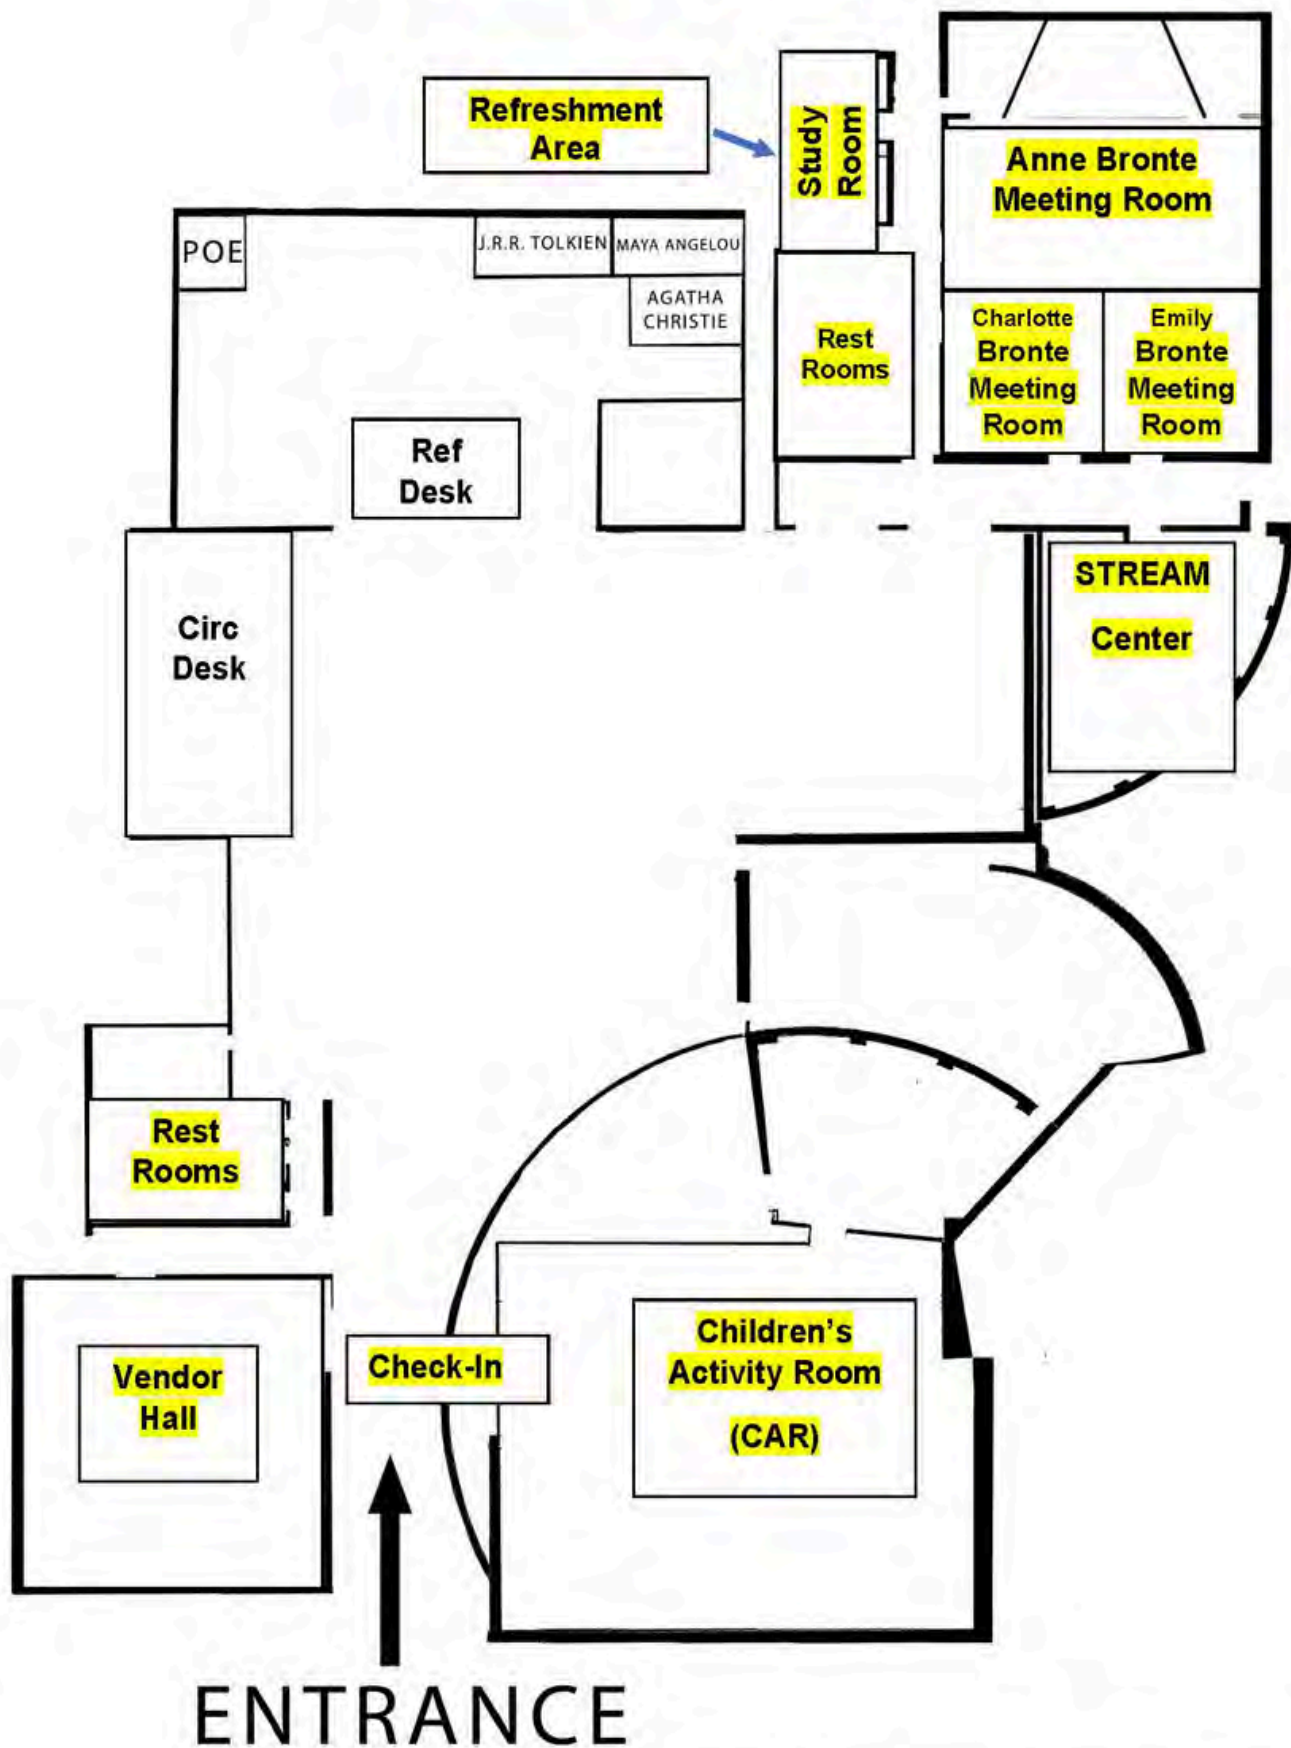 Refreshment
Area
Study
Room
Anne Bronte
Meeting Room
POE
J.R.R. TOLKIEN
MAYA ANGELOU
AGATHA
CHRISTIE
Rest
Rooms
Charlotte
Bronte
Meeting
Room
Emily
Bronte
Meeting
Room
Ref
Desk
STREAM
Center
Circ
Desk
Rest
Rooms
Vendor
Hall
Check-In
Children's
Activity Room
(CAR)
ENTRANCE